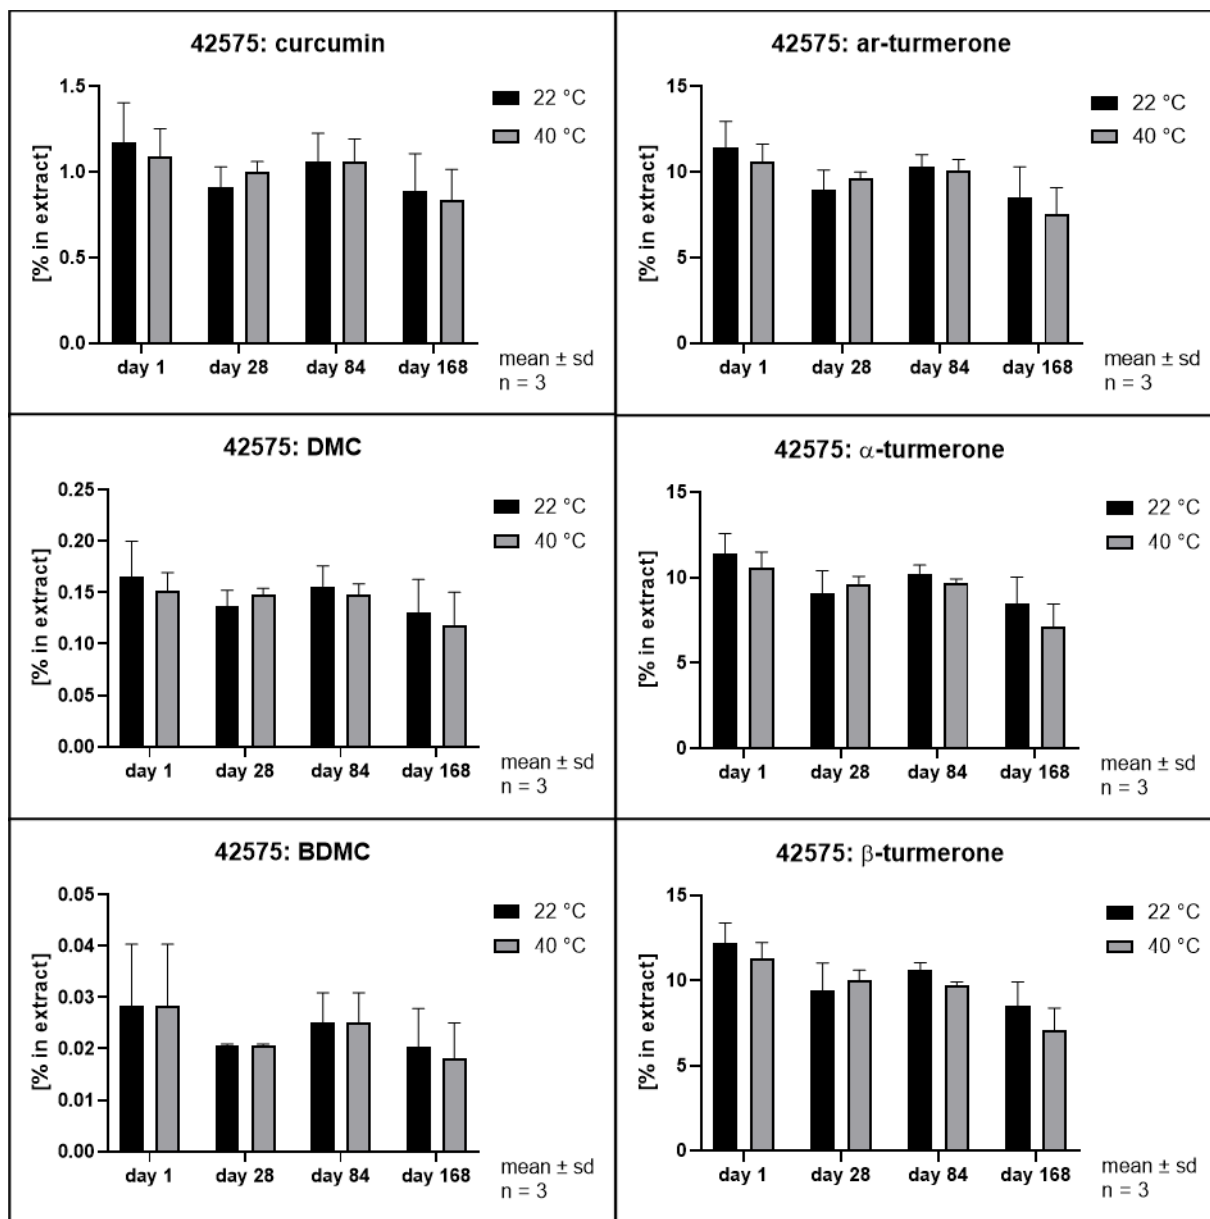 42575: curcumin
[% in extract]
1.5
1.0
0.5
0.0
day 1 day 28 day 84 day 168
22 °C
40 °C
mean ± sd
n = 3
42575: ar-turmerone
[% in extract]
15
10
5
0
day 1 day 28 day 84 day 168
22 °C
40 °C
mean ± sd
n = 3
42575: DMC
[% in extract]
0.25
0.20
0.15
0.10
0.05
0.00
day 1 day 28 day 84 day 168
22 °C
40 °C
mean ± sd
n = 3
42575: α-turmerone
[% in extract]
15
10
5
0
day 1 day 28 day 84 day 168
22 °C
40 °C
mean ± sd
n = 3
42575: BDMC
[% in extract]
0.05
0.04
0.03
0.02
0.01
0.00
day 1 day 28 day 84 day 168
22 °C
40 °C
mean ± sd
n = 3
42575: β-turmerone
[% in extract]
15
10
5
0
day 1 day 28 day 84 day 168
22 °C
40 °C
mean ± sd
n = 3